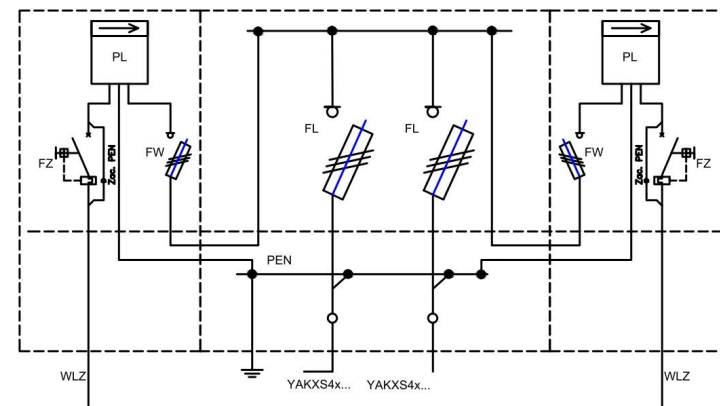 PL
PL
FL
FL
FZ
Zac. PEN
FW
FW
Zac. PEN
FZ
PEN
WLZ
YAKXS4x...
YAKXS4x...
WLZ